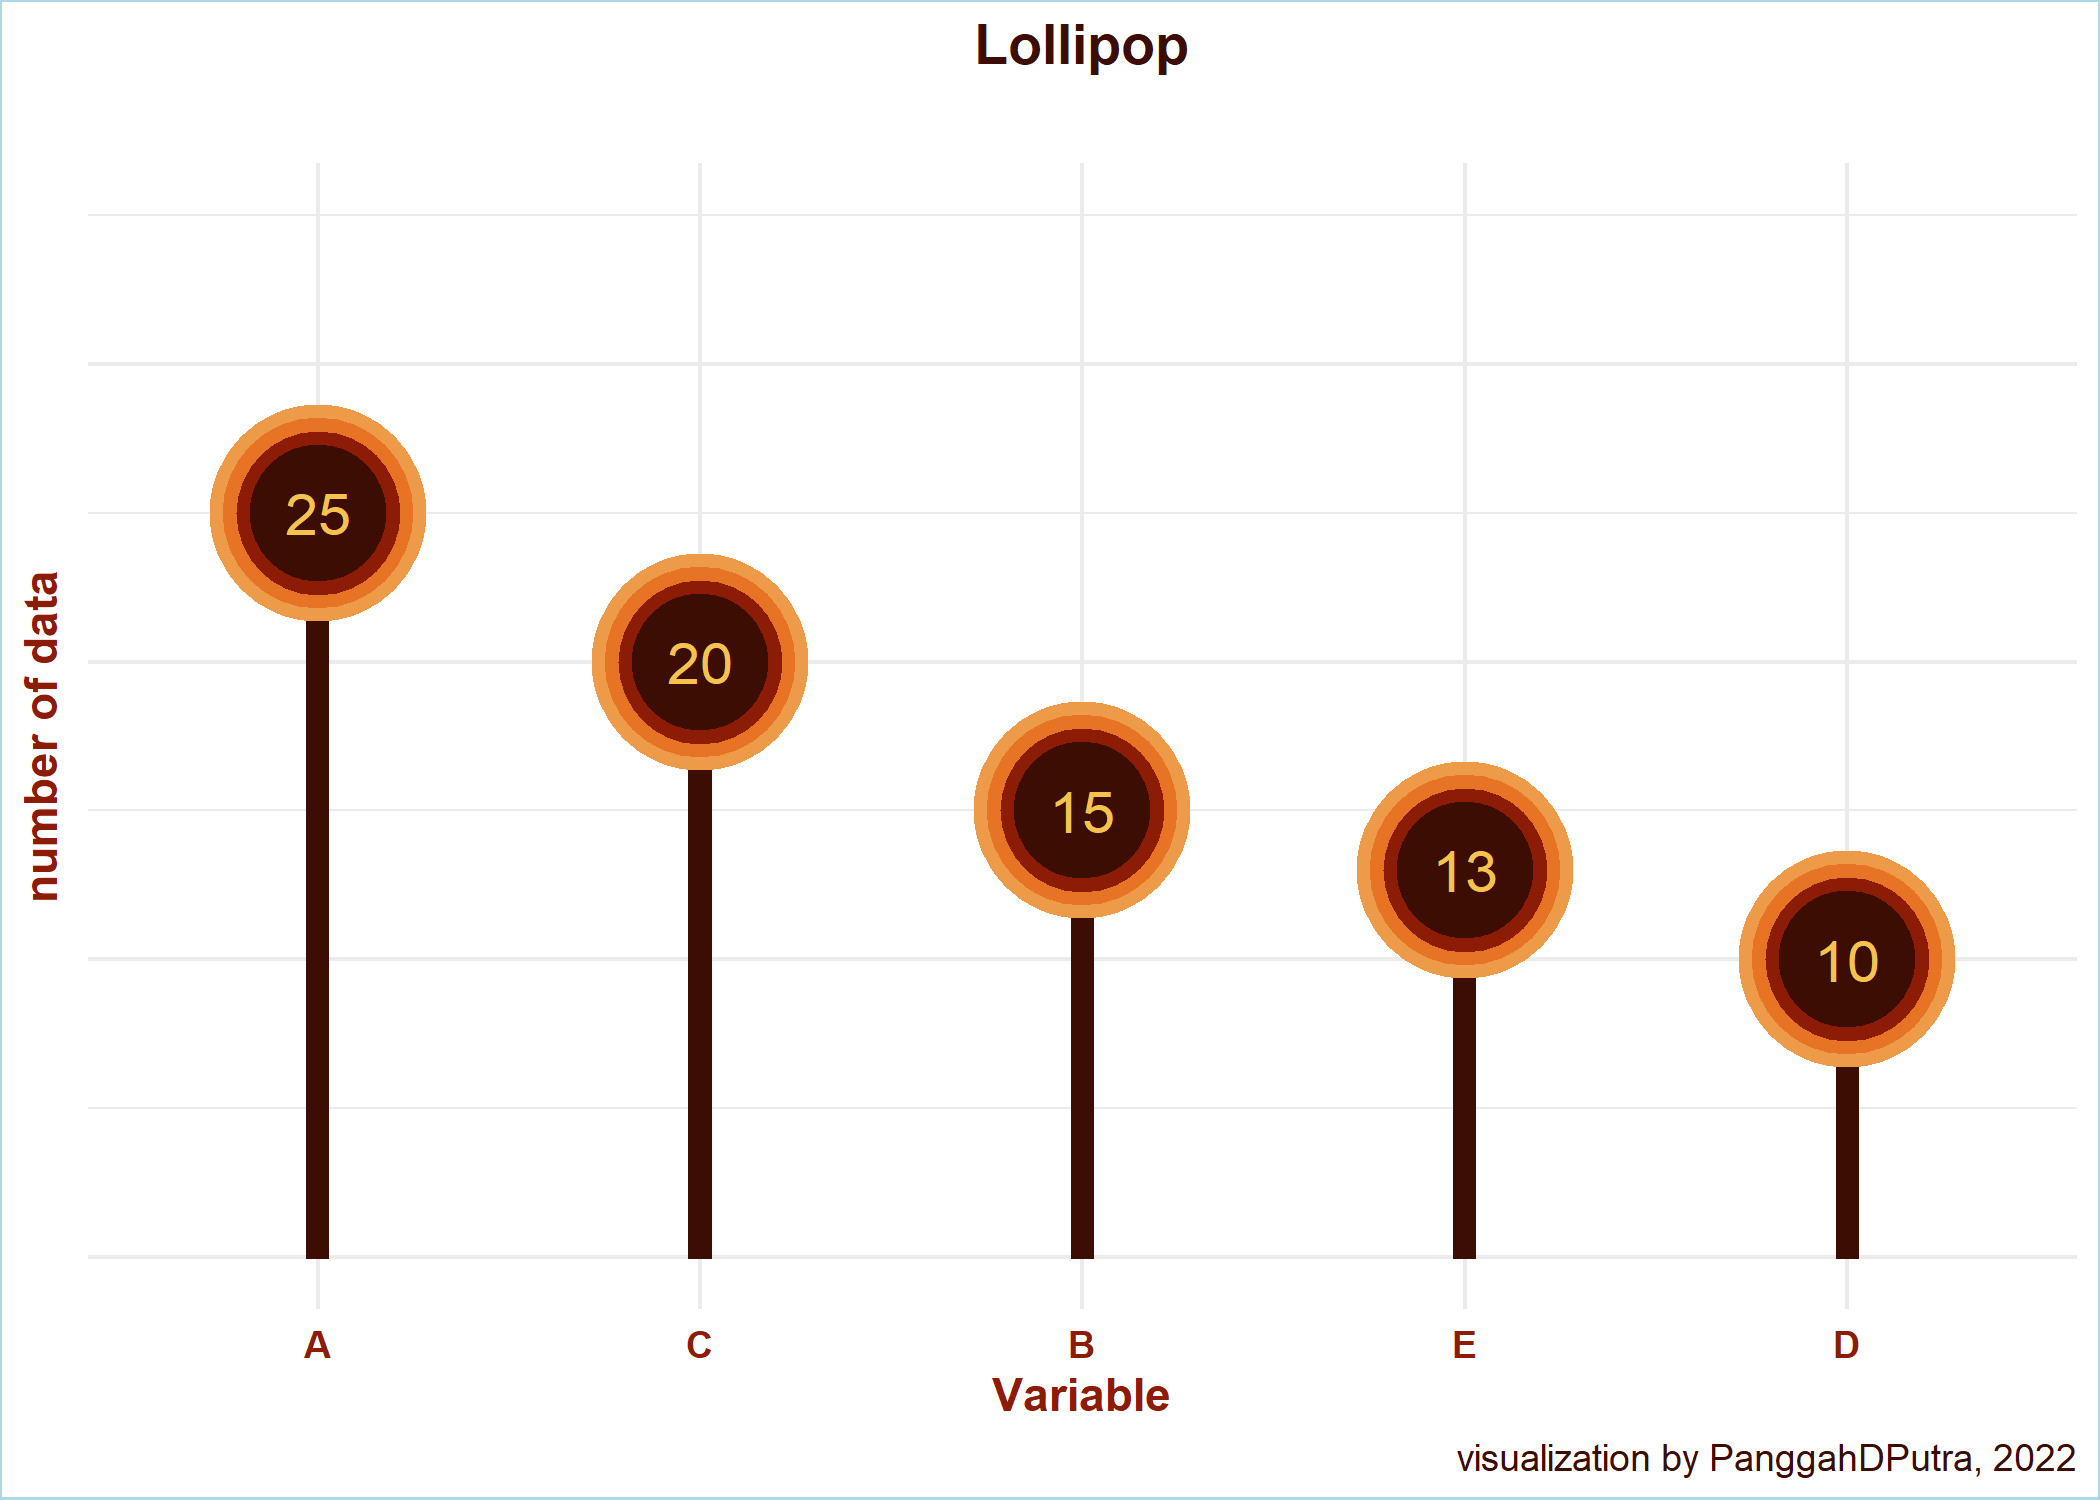 Lollipop
number of data
25
20
15
13
10
A C B E D
Variable
visualization by PanggahDPutra, 2022